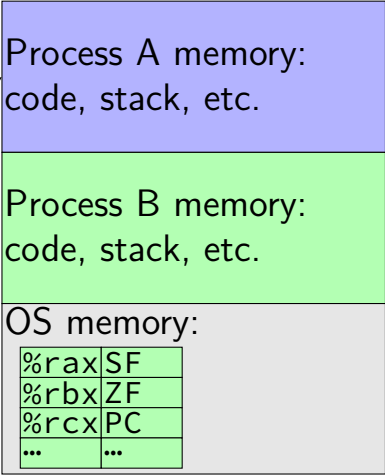 Process A memory:
code, stack, etc.
Process B memory:
code, stack, etc.
OS memory:
%rax SF
%rbx ZF
%rcx PC
… …